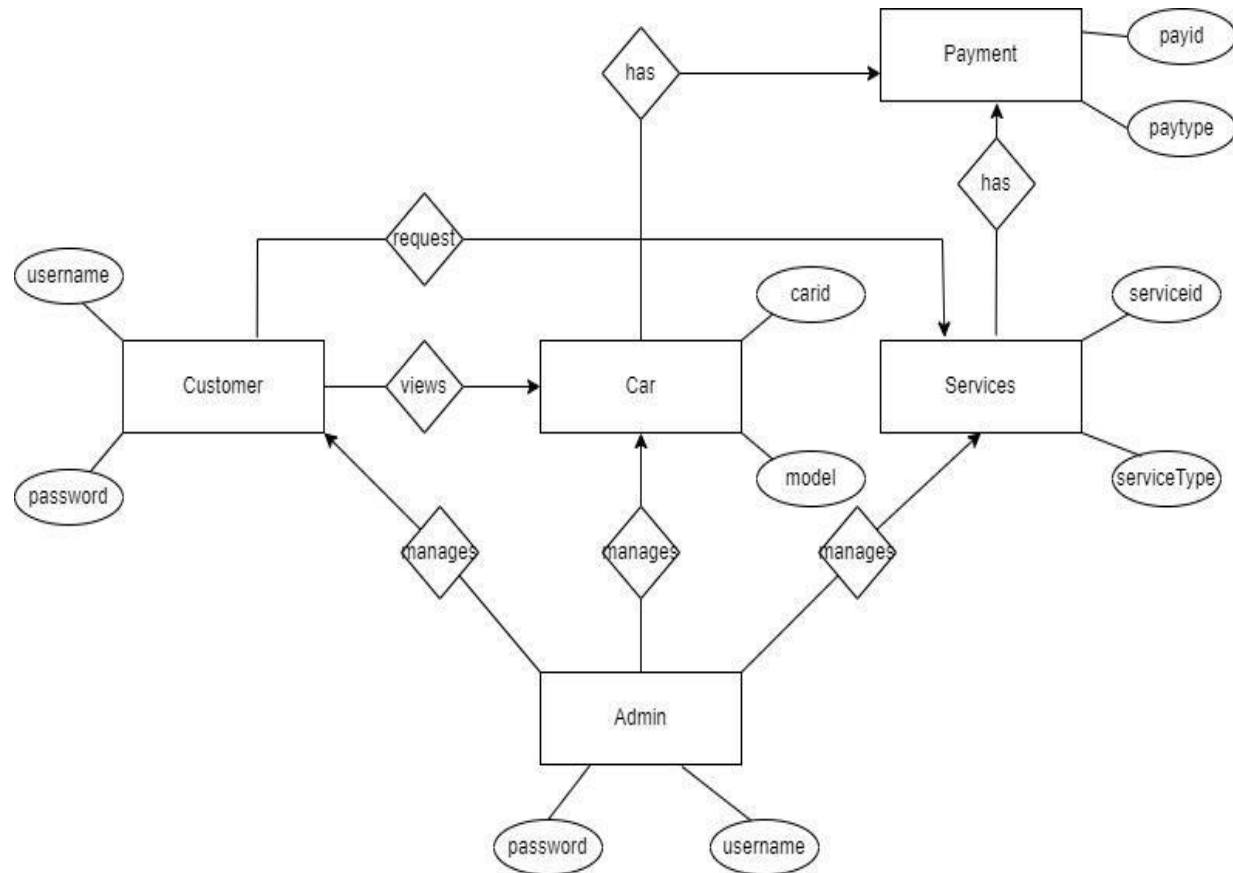 payid
has
Payment
paytype
has
request
username
carid
serviceid
Customer
views
Car
Services
password
model
serviceType
manages
manages
manages
Admin
password
username